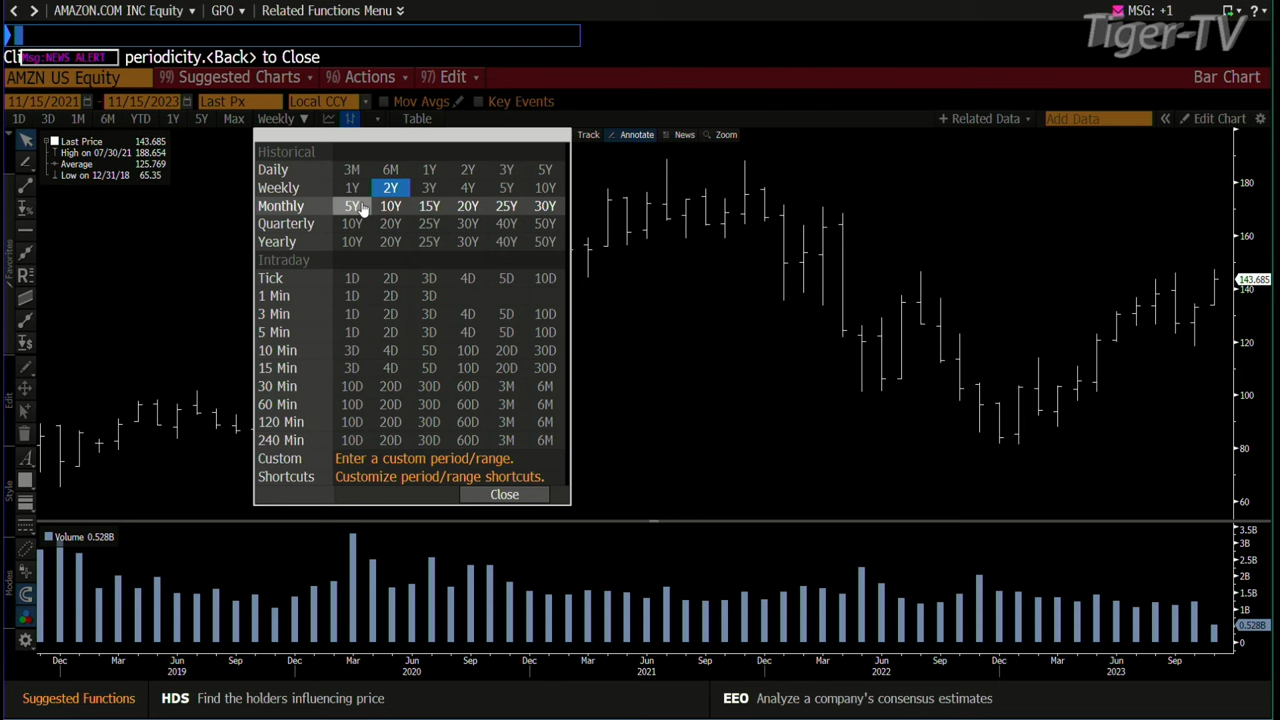 AMAZON.COM INC Equity GPO Related Functions Menu MSG: +1 ?
Tiger-TV
Cli Msg:NEWS ALERT periodicity.<Back> to Close
AMZN US Equity 99) Suggested Charts 96) Actions 97) Edit Bar Chart
11/15/2021 - 11/15/2023 Last Px Local CCY Mov Avgs Key Events
1D 3D 1M 6M YTD 1Y 5Y Max Weekly ▼ Table + Related Data Add Data « Edit Chart
Track Annotate News Zoom
Last Price 143.685
High on 07/30/21 188.654
Average 125.769
Low on 12/31/18 65.35
Historical
Daily 3M 6M 1Y 2Y 3Y 5Y
Weekly 1Y 2Y 3Y 4Y 5Y 10Y
Monthly 5Y 10Y 15Y 20Y 25Y 30Y
Quarterly 10Y 20Y 25Y 30Y 40Y 50Y
Yearly 10Y 20Y 25Y 30Y 40Y 50Y
Intraday
Tick 1D 2D 3D 4D 5D 10D
1 Min 1D 2D 3D
3 Min 1D 2D 3D 4D 5D 10D
5 Min 1D 2D 3D 4D 5D 10D
10 Min 3D 4D 5D 10D 20D 30D
15 Min 3D 4D 5D 10D 20D 30D
30 Min 10D 20D 30D 60D 3M 6M
60 Min 10D 20D 30D 60D 3M 6M
120 Min 10D 20D 30D 60D 3M 6M
240 Min 10D 20D 30D 60D 3M 6M
Custom Enter a custom period/range.
Shortcuts Customize period/range shortcuts.
Close
Favorites
Edit
Style
Modes
180
160
143.685
140
120
100
80
60
Volume 0.528B
3.5B
3B
2.5B
2B
1.5B
1B
0.528B
0
Dec Mar Jun Sep Dec Mar Jun Sep Dec Mar Jun Sep Dec Mar Jun Sep Dec Mar Jun Sep
2019 2020 2021 2022 2023
Suggested Functions HDS Find the holders influencing price EEO Analyze a company's consensus estimates